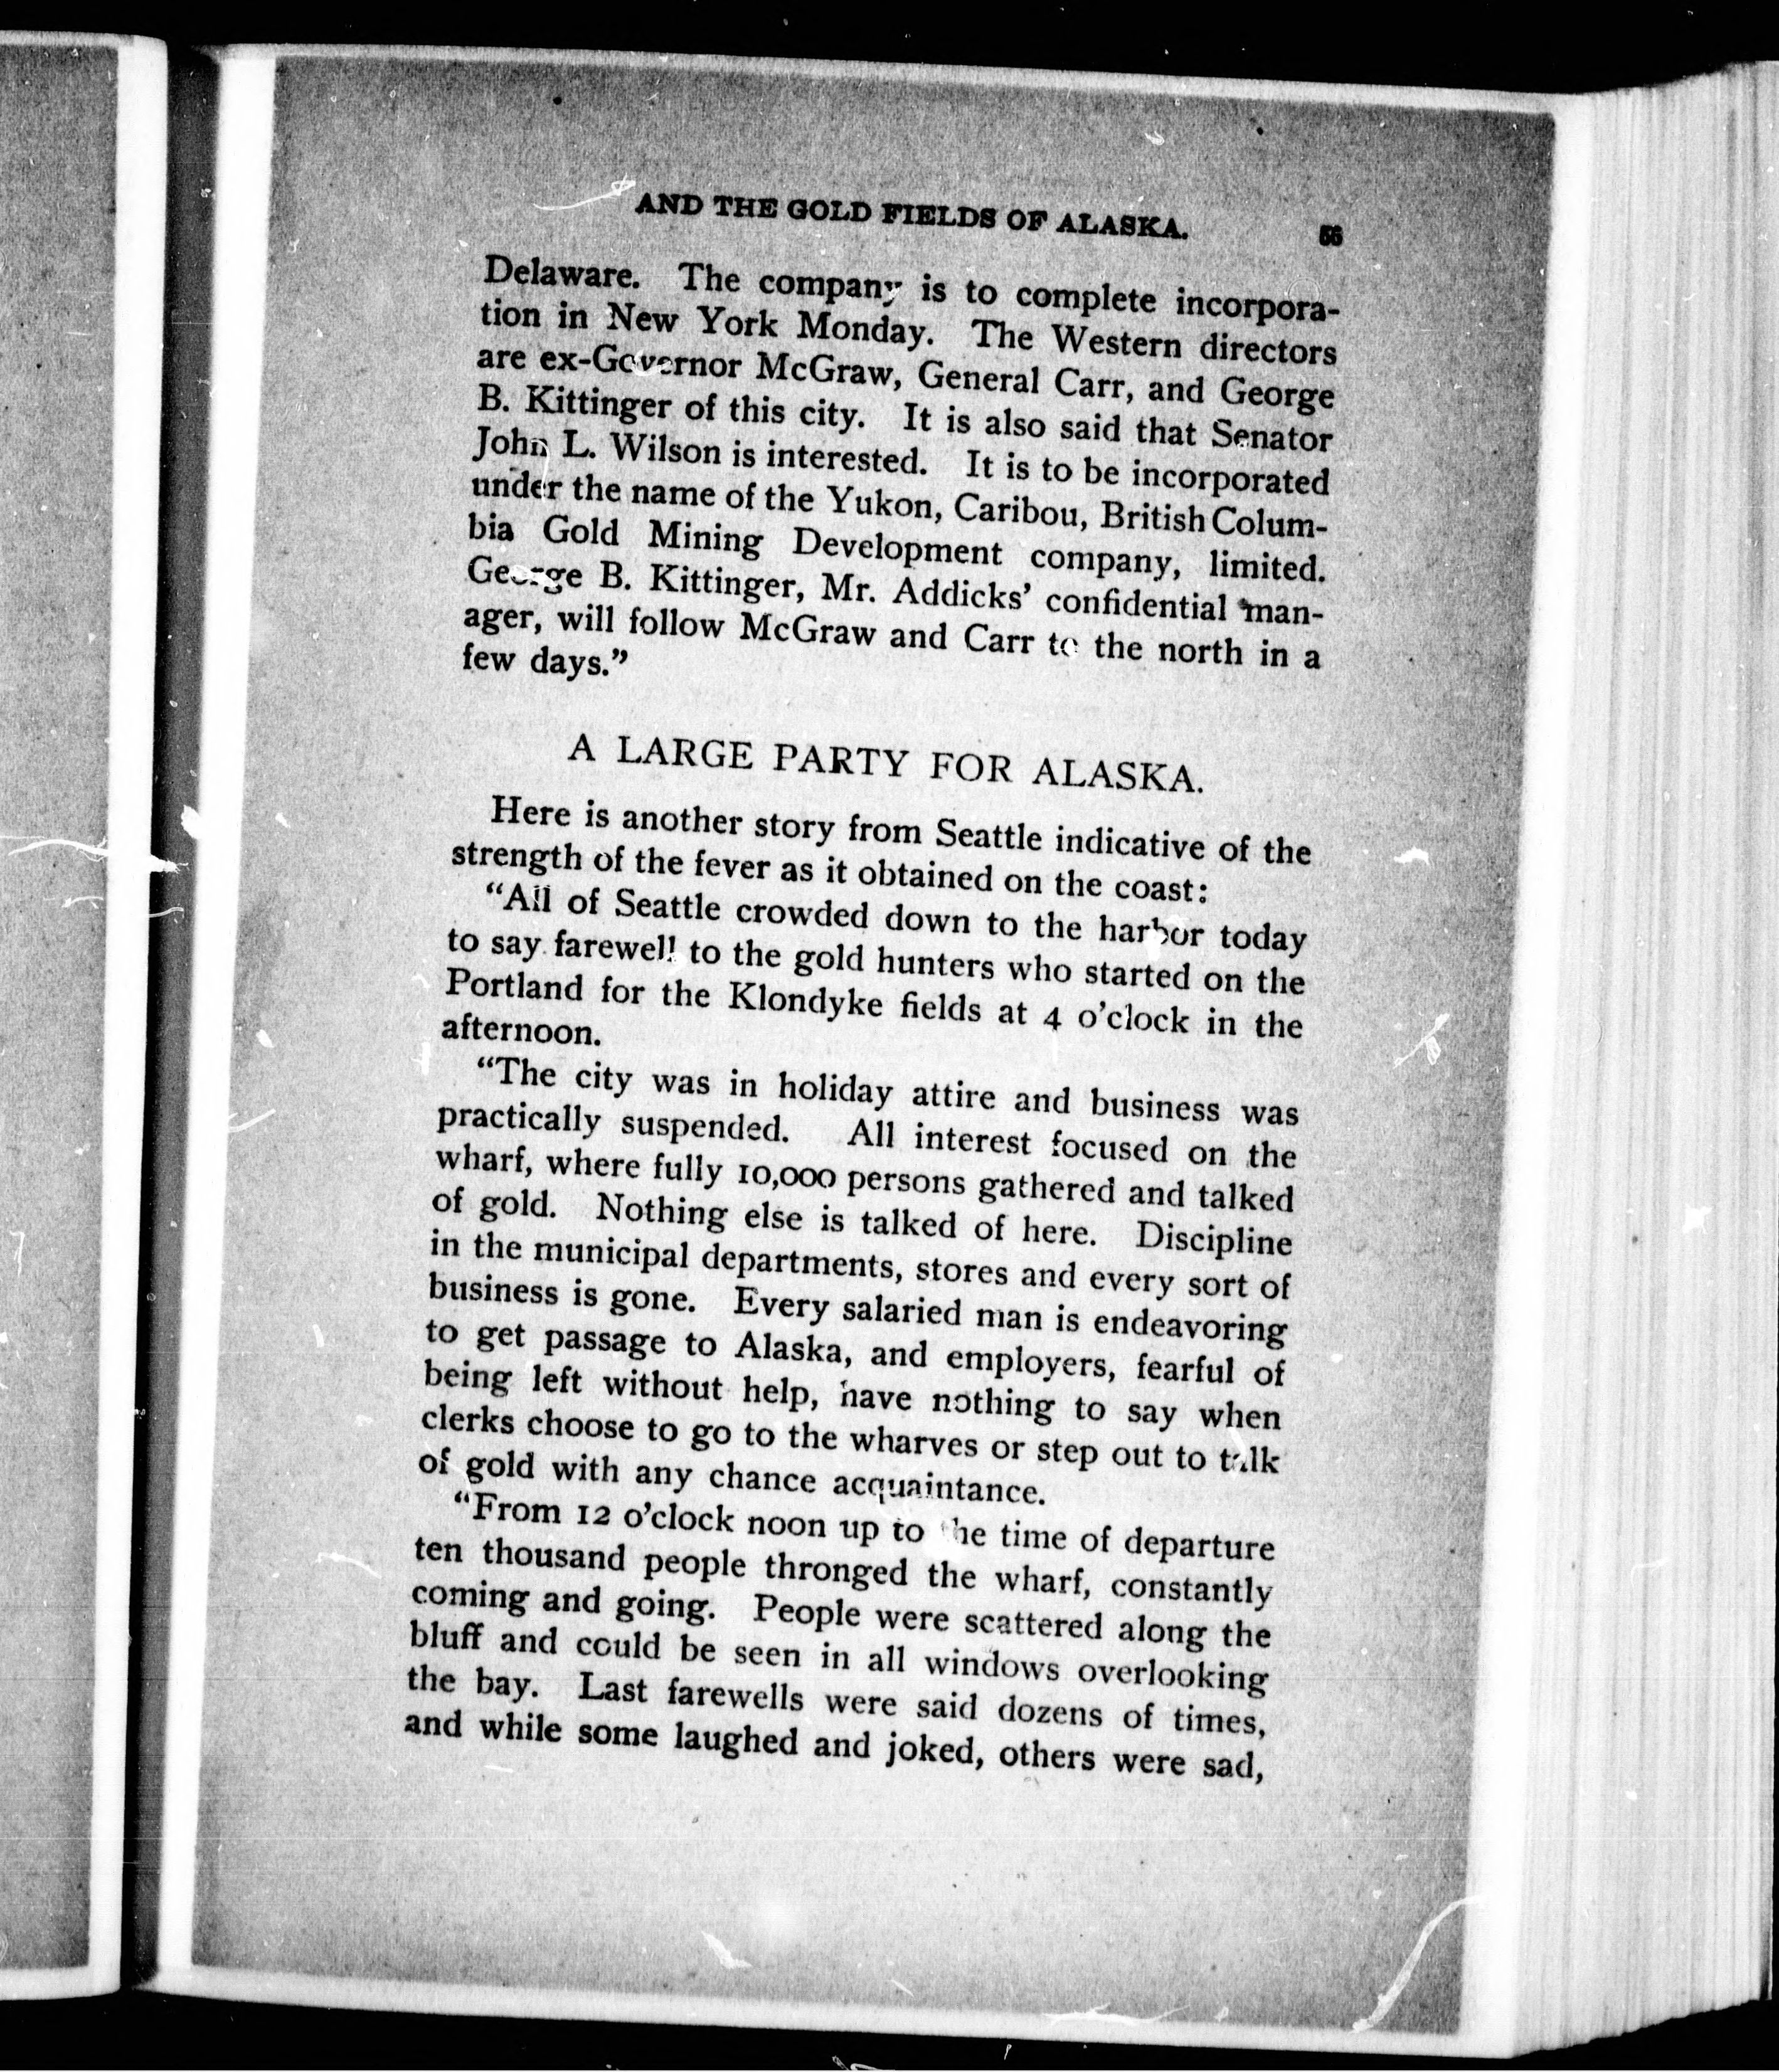 AND THE GOLD FIELDS OF ALASKA. 55
Delaware. The company is to complete incorpora-
tion in New York Monday. The Western directors
are ex-Governor McGraw, General Carr, and George
B. Kittinger of this city. It is also said that Senator
John L. Wilson is interested. It is to be incorporated
under the name of the Yukon, Caribou, British Colum-
bia Gold Mining Development company, limited.
George B. Kittinger, Mr. Addicks’ confidential man-
ager, will follow McGraw and Carr to the north in a
few days.”
A LARGE PARTY FOR ALASKA.
Here is another story from Seattle indicative of the
strength of the fever as it obtained on the coast:
“All of Seattle crowded down to the harbor today
to say farewell to the gold hunters who started on the
Portland for the Klondyke fields at 4 o’clock in the
afternoon.
“The city was in holiday attire and business was
practically suspended. All interest focused on the
wharf, where fully 10,000 persons gathered and talked
of gold. Nothing else is talked of here. Discipline
in the municipal departments, stores and every sort of
business is gone. Every salaried man is endeavoring
to get passage to Alaska, and employers, fearful of
being left without help, have nothing to say when
clerks choose to go to the wharves or step out to talk
of gold with any chance acquaintance.
“From 12 o’clock noon up to the time of departure
ten thousand people thronged the wharf, constantly
coming and going. People were scattered along the
bluff and could be seen in all windows overlooking
the bay. Last farewells were said dozens of times,
and while some laughed and joked, others were sad,